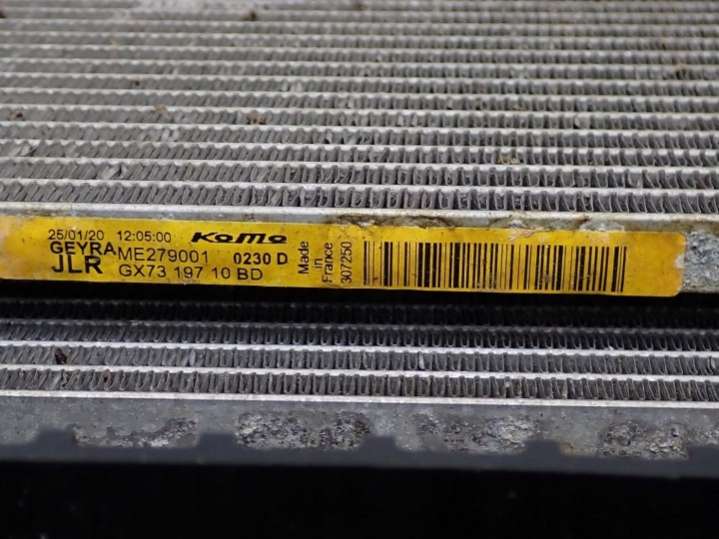 25/01/20 12:05:00 KoMo
GEYRA ME279001 0230 D
JLR GX73 197 10 BD
Made
in
France
307250